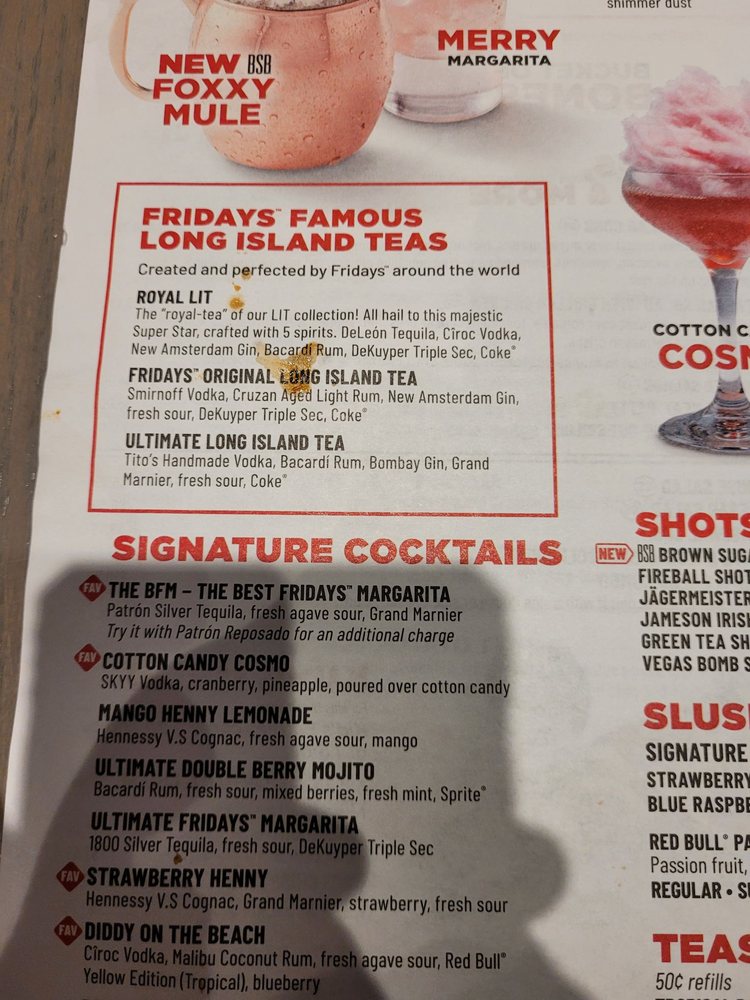 shimmer dust
MERRY
MARGARITA
NEW BSB
FOXXY
MULE
FRIDAYS™ FAMOUS
LONG ISLAND TEAS
Created and perfected by Fridays™ around the world
ROYAL LIT
The "royal-tea" of our LIT collection! All hail to this majestic
Super Star, crafted with 5 spirits. DeLeón Tequila, Cîroc Vodka,
New Amsterdam Gin, Bacardí Rum, DeKuyper Triple Sec, Coke®
FRIDAYS™ ORIGINAL LONG ISLAND TEA
Smirnoff Vodka, Cruzan Aged Light Rum, New Amsterdam Gin,
fresh sour, DeKuyper Triple Sec, Coke®
ULTIMATE LONG ISLAND TEA
Tito's Handmade Vodka, Bacardí Rum, Bombay Gin, Grand
Marnier, fresh sour, Coke®
SIGNATURE COCKTAILS
FAV THE BFM – THE BEST FRIDAYS™ MARGARITA
Patrón Silver Tequila, fresh agave sour, Grand Marnier
Try it with Patrón Reposado for an additional charge
FAV COTTON CANDY COSMO
SKYY Vodka, cranberry, pineapple, poured over cotton candy
MANGO HENNY LEMONADE
Hennessy V.S Cognac, fresh agave sour, mango
ULTIMATE DOUBLE BERRY MOJITO
Bacardí Rum, fresh sour, mixed berries, fresh mint, Sprite®
ULTIMATE FRIDAYS™ MARGARITA
1800 Silver Tequila, fresh sour, DeKuyper Triple Sec
FAV STRAWBERRY HENNY
Hennessy V.S Cognac, Grand Marnier, strawberry, fresh sour
FAV DIDDY ON THE BEACH
Cîroc Vodka, Malibu Coconut Rum, fresh agave sour, Red Bull®
Yellow Edition (Tropical), blueberry
COTTON
SHOTS
NEW BSB BROWN
FIREBALL SHOT
JÄGERMEISTER
JAMESON
GREEN TEA
VEGAS BOMB
SIGNATURE
STRAWBERRY
BLUE
RED BULL®
Passion fruit,
REGULAR •
50¢ refills